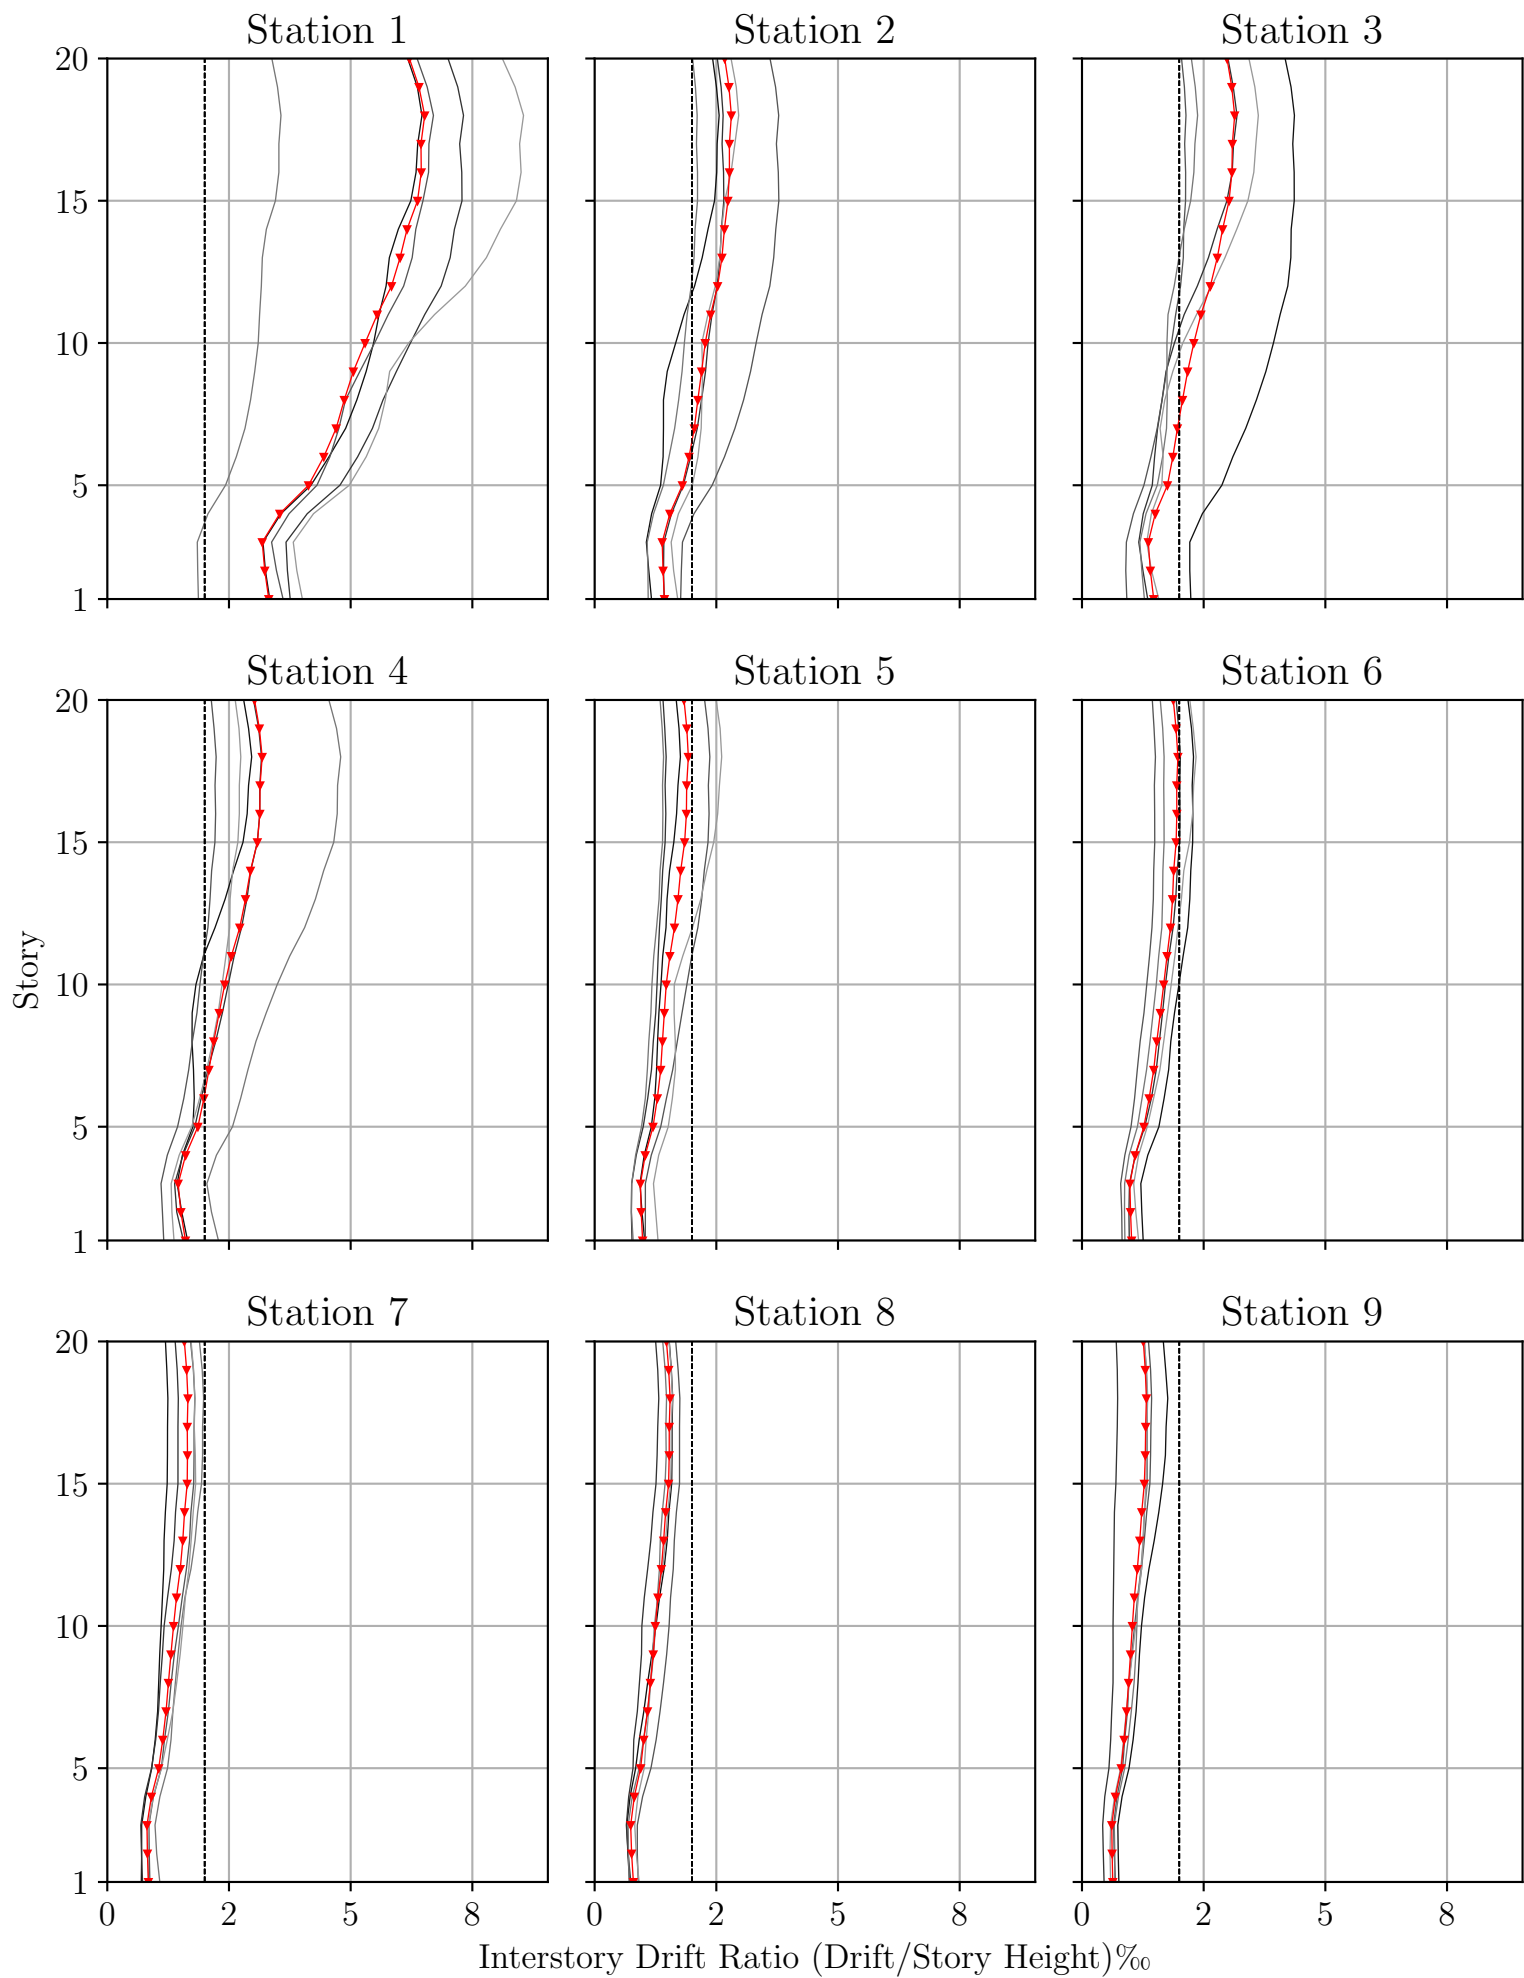 Station 1 Station 2 Station 3
20
15
10
5
1
Station 4 Station 5 Station 6
20
15
10
5
1
Story
Station 7 Station 8 Station 9
20
15
10
5
1
0 2 5 8 0 2 5 8 0 2 5 8
Interstory Drift Ratio (Drift/Story Height)‰